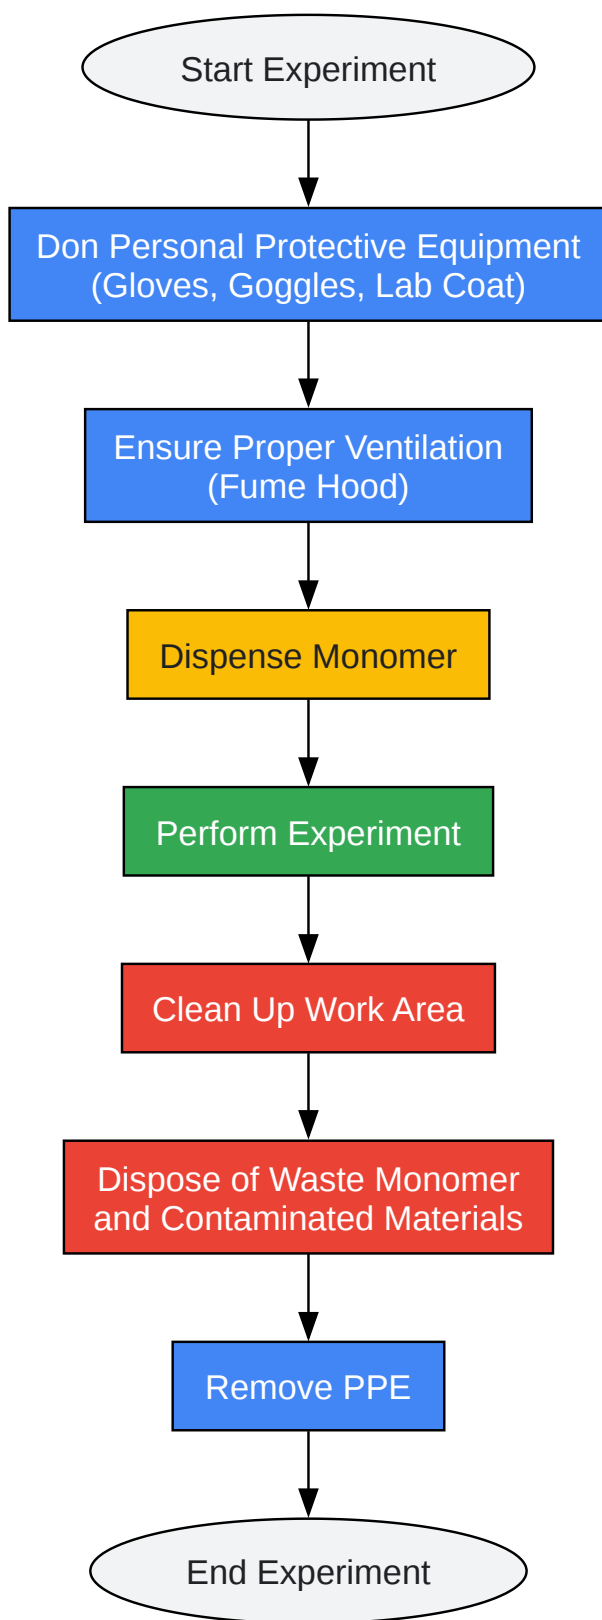 Start Experiment
Don Personal Protective Equipment
(Gloves, Goggles, Lab Coat)
Ensure Proper Ventilation
(Fume Hood)
Dispense Monomer
Perform Experiment
Clean Up Work Area
Dispose of Waste Monomer
and Contaminated Materials
Remove PPE
End Experiment